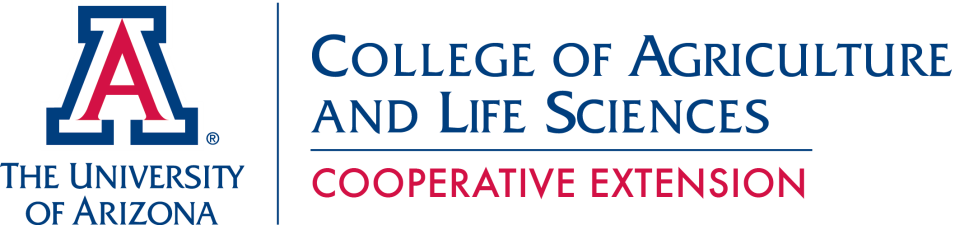 A®
THE UNIVERSITY
OF ARIZONA
COLLEGE OF AGRICULTURE
AND LIFE SCIENCES
COOPERATIVE EXTENSION